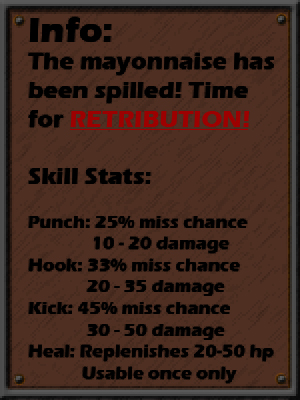 Info:
The mayonnaise has
been spilled! Time
for RETRIBUTION!
Skill Stats:
Punch: 25% miss chance
10 - 20 damage
Hook: 33% miss chance
20 - 35 damage
Kick: 45% miss chance
30 - 50 damage
Heal: Replenishes 20-50 hp
Usable once only